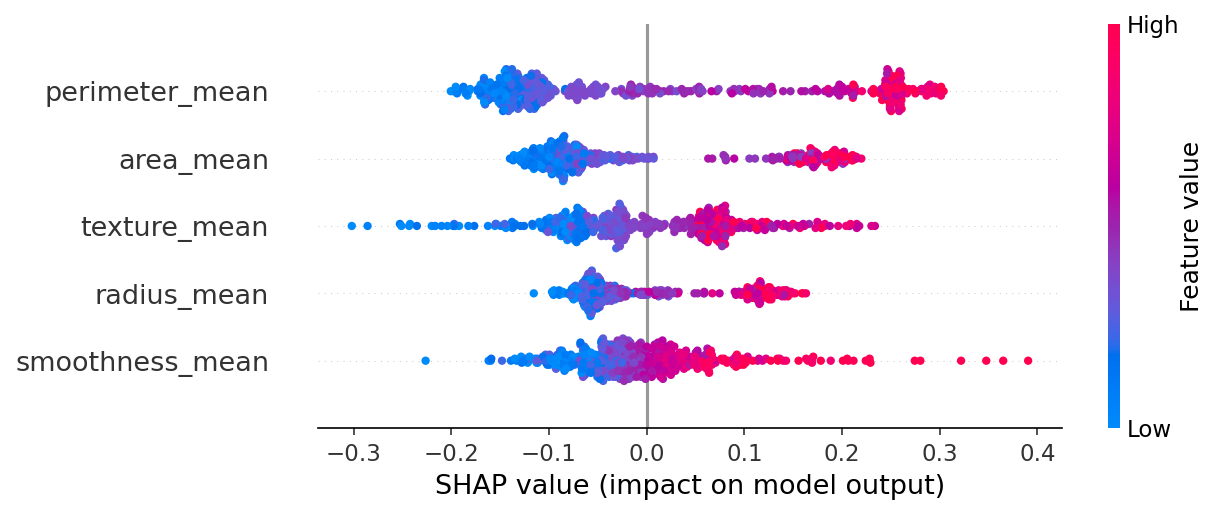 High
perimeter_mean
area_mean
texture_mean
radius_mean
smoothness_mean
Feature value
Low
−0.3 −0.2 −0.1 0.0 0.1 0.2 0.3 0.4
SHAP value (impact on model output)